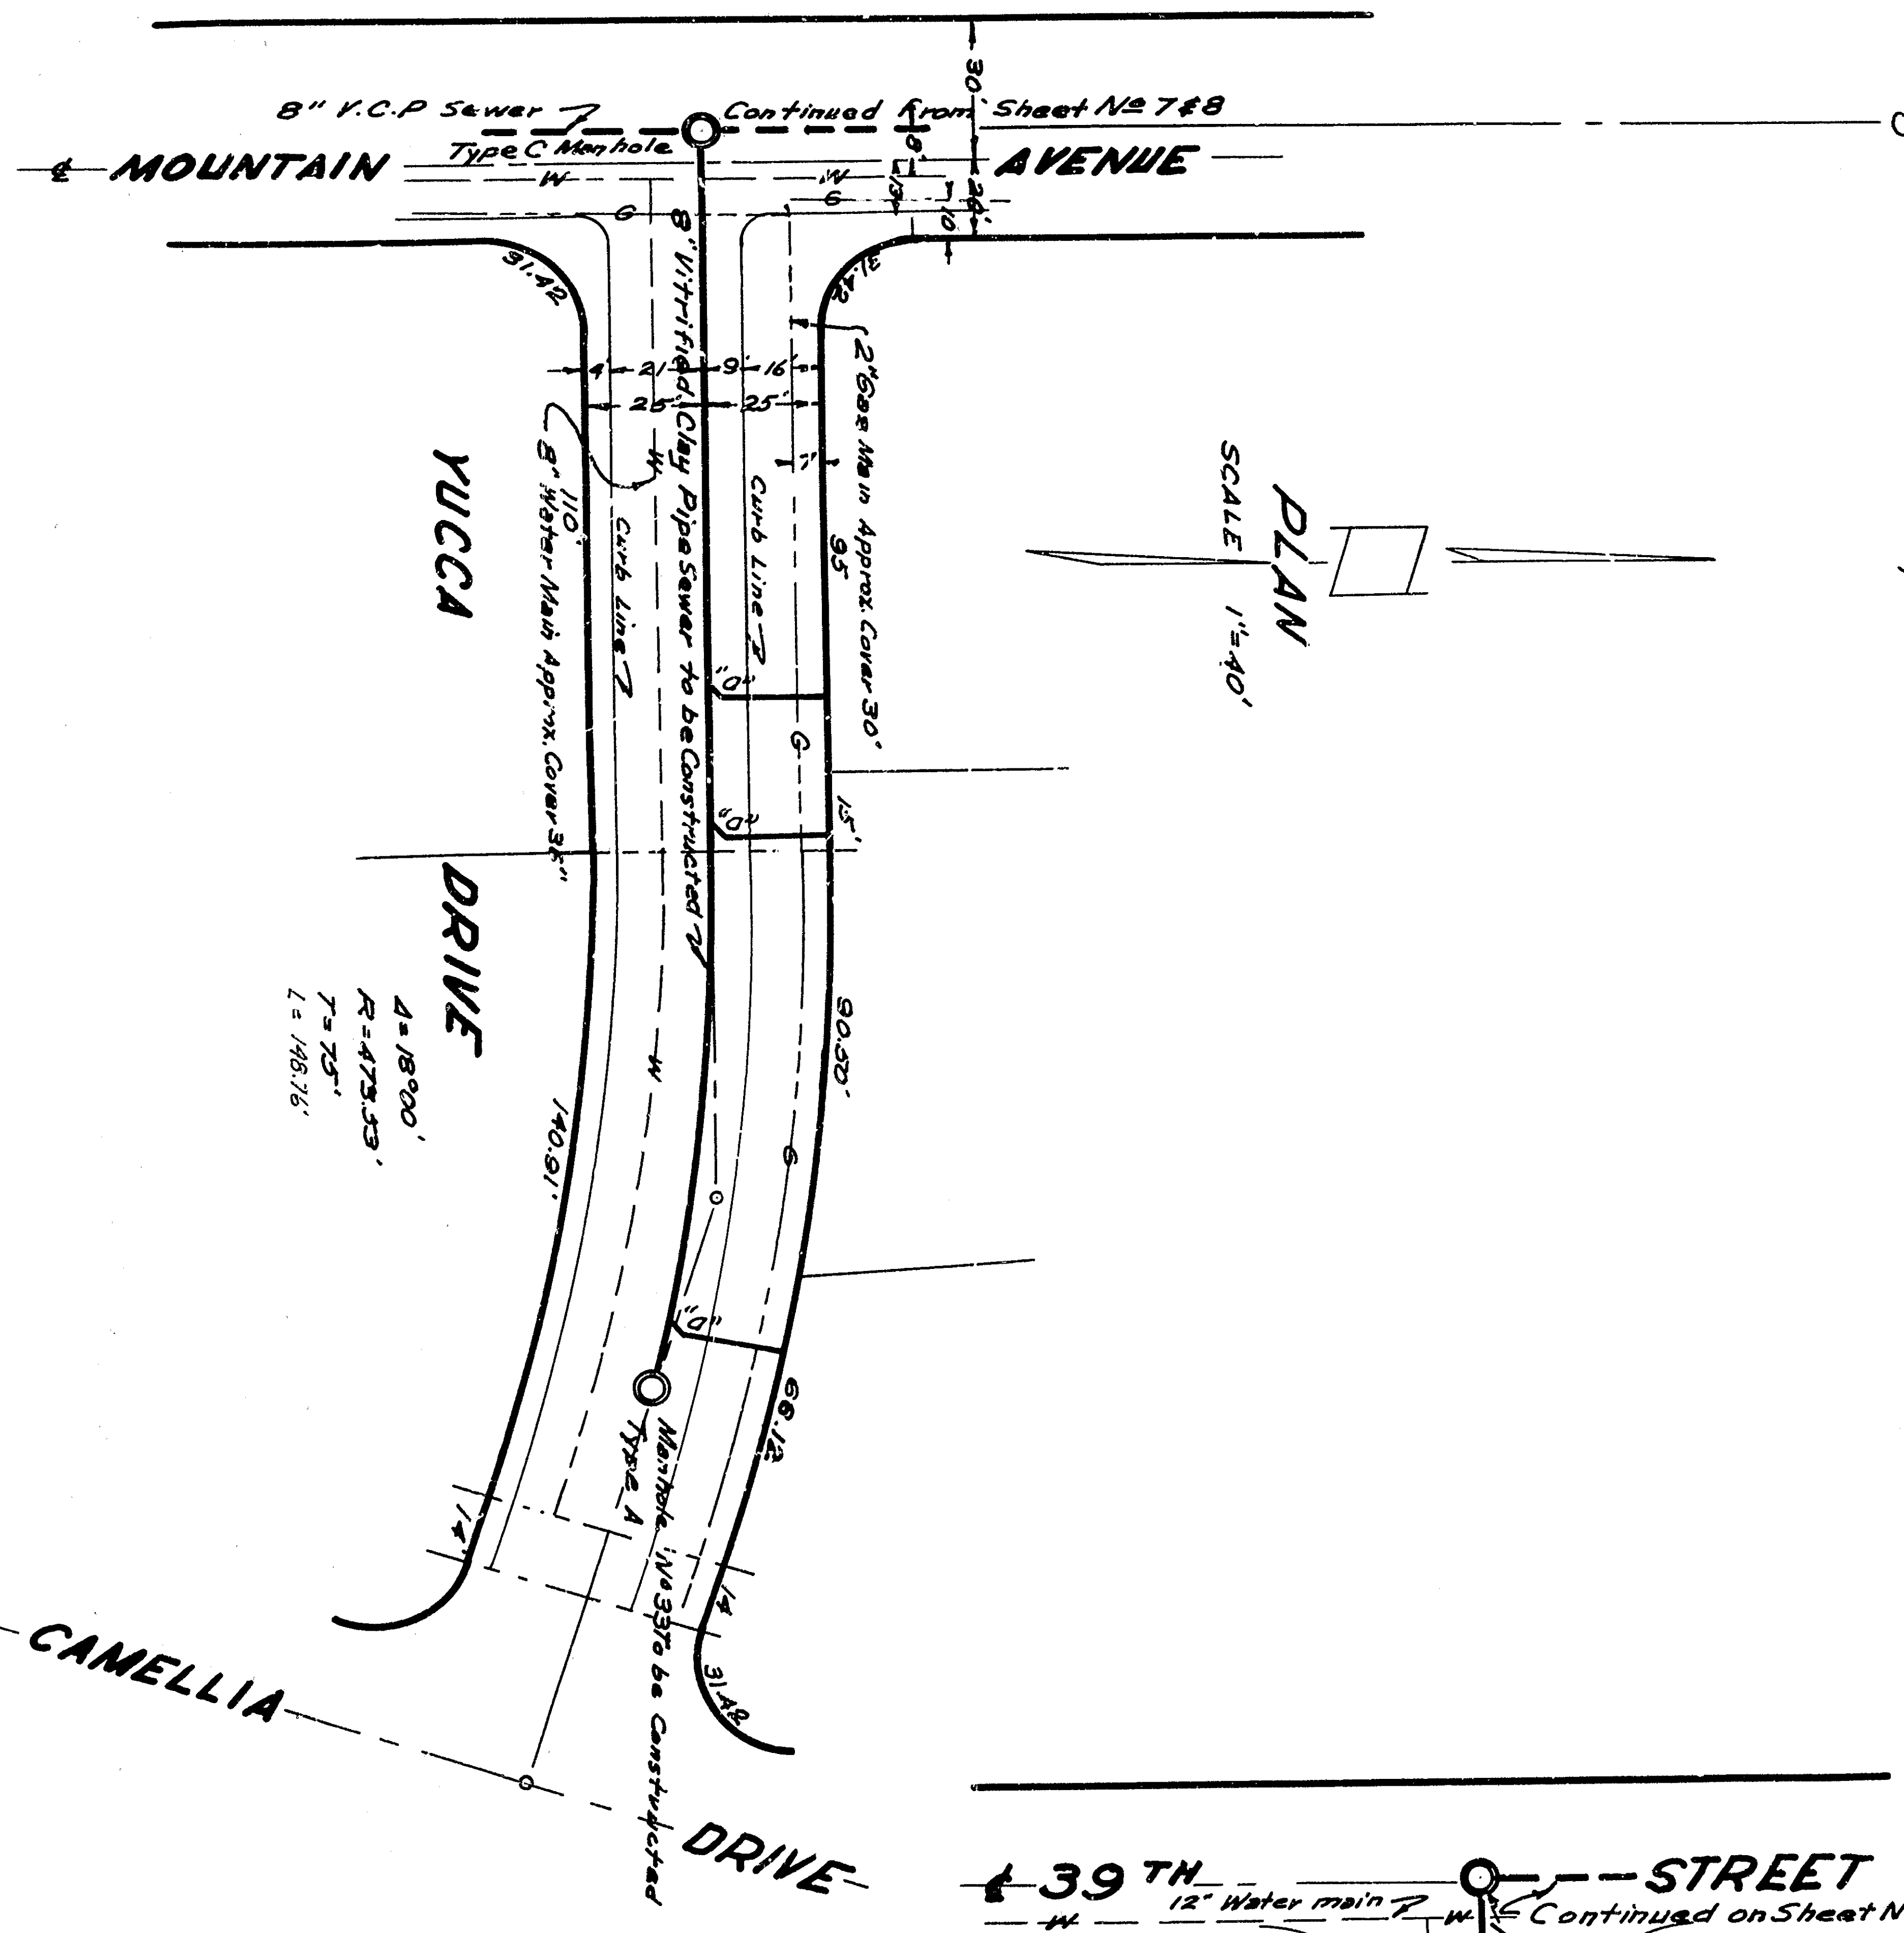 30'
8" V.C.P Sewer
Continued From Sheet No 7 & 8
Type C Manhole
8'
℄ MOUNTAIN AVENUE
W
W
13'
20'
G
G
10
31.42
31.42
8" Vitrified Clay Pipe Sewer to be Constructed
2" Gas Main Approx. Cover 30"
4' 21' 9' 16'
25' 25'
7'
W
110'
8" Water Main Approx. Cover 36"
Curb Line
Curb Line
95'
YUCCA DRIVE
PLAN
SCALE 1"=40'
"D"
G
"D"
15'
90.50'
Δ=18°00'
R=473.53'
T=75'
L=148.76'
W
140.91'
G
"D"
68.12
Manhole No 33 To be Constructed
Type A
14'
14
31.42
CAMELLIA DRIVE
℄ 39TH STREET
12" Water main
W
W
Continued on Sheet N